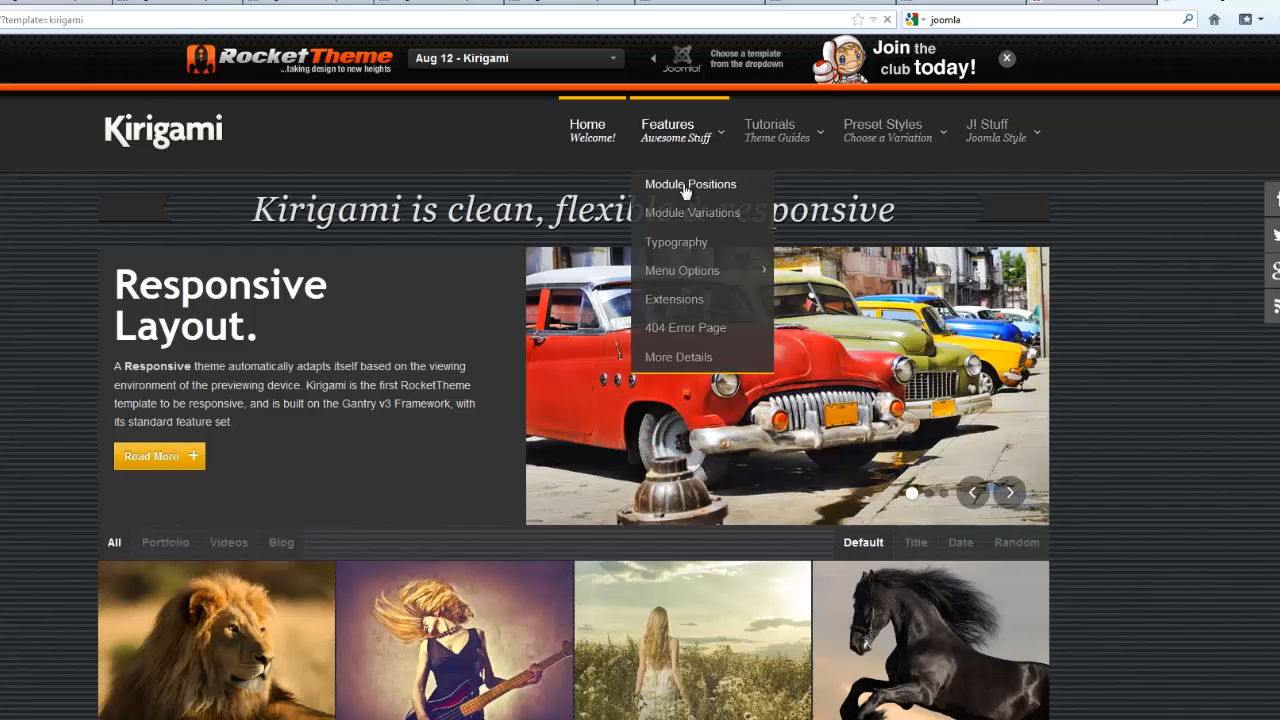 ?template=kirigami
joomla
RocketTheme
...taking design to new heights
Aug 12 - Kirigami
Joomla!
Choose a template
from the dropdown
Join the
club today!
Kirigami
Home
Welcome!
Features
Awesome Stuff
Tutorials
Theme Guides
Preset Styles
Choose a Variation
J! Stuff
Joomla Style
Module Positions
Module Variations
Typography
Menu Options
Extensions
404 Error Page
More Details
Kirigami is clean, flexib ponsive
Responsive
Layout.
A Responsive theme automatically adapts itself based on the viewing
environment of the previewing device. Kirigami is the first RocketTheme
template to be responsive, and is built on the Gantry v3 Framework, with
its standard feature set.
Read More +
All Portfolio Videos Blog
Default Title Date Random